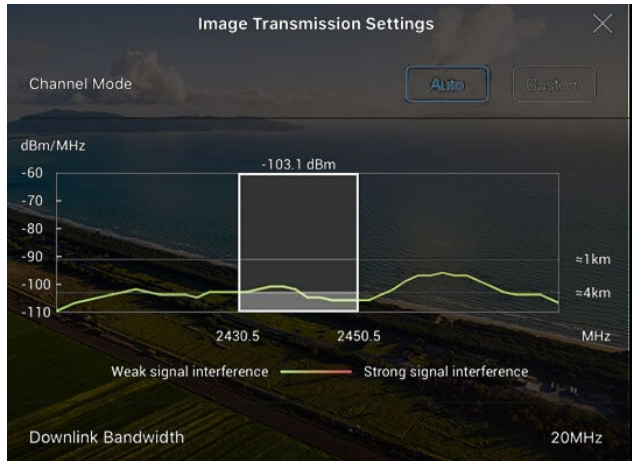 Image Transmission Settings
Channel Mode
Auto
Custom
dBm/MHz
-103.1 dBm
-60
-70
-80
-90
≈1km
-100
≈4km
-110
2430.5
2450.5
MHz
Weak signal interference
Strong signal interference
Downlink Bandwidth
20MHz